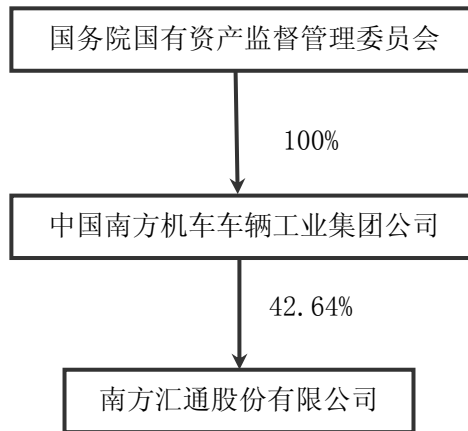 国务院国有资产监督管理委员会
100%
中国南方机车车辆工业集团公司
42.64%
南方汇通股份有限公司